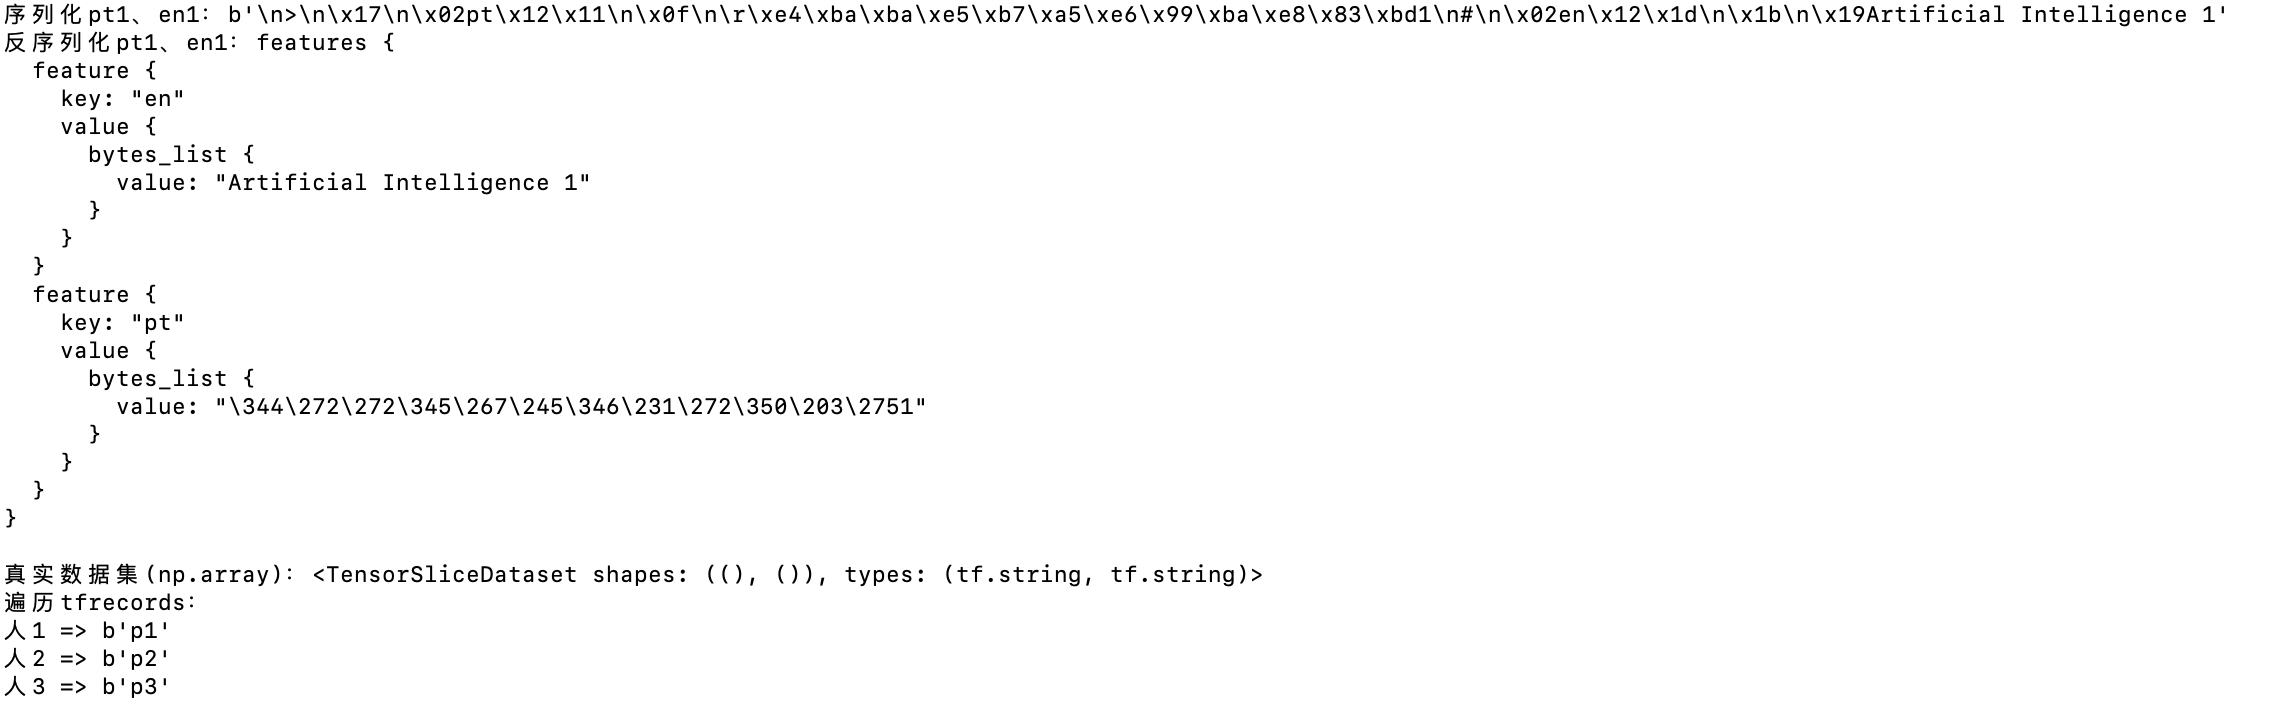 序列化pt1、en1：b'\n>\n\x17\n\x02pt\x12\x11\n\x0f\n\r\xe4\xba\xba\xe5\xb7\xa5\xe6\x99\xba\xe8\x83\xbd1\n#\n\x02en\x12\x1d\n\x1b\n\x19Artificial Intelligence 1'
反序列化pt1、en1：features {
  feature {
    key: "en"
    value {
      bytes_list {
        value: "Artificial Intelligence 1"
      }
    }
  }
  feature {
    key: "pt"
    value {
      bytes_list {
        value: "\344\272\272\345\267\245\346\231\272\350\203\2751"
      }
    }
  }
}

真实数据集(np.array)：<TensorSliceDataset shapes: ((), ()), types: (tf.string, tf.string)>
遍历tfrecords：
人1 => b'p1'
人2 => b'p2'
人3 => b'p3'